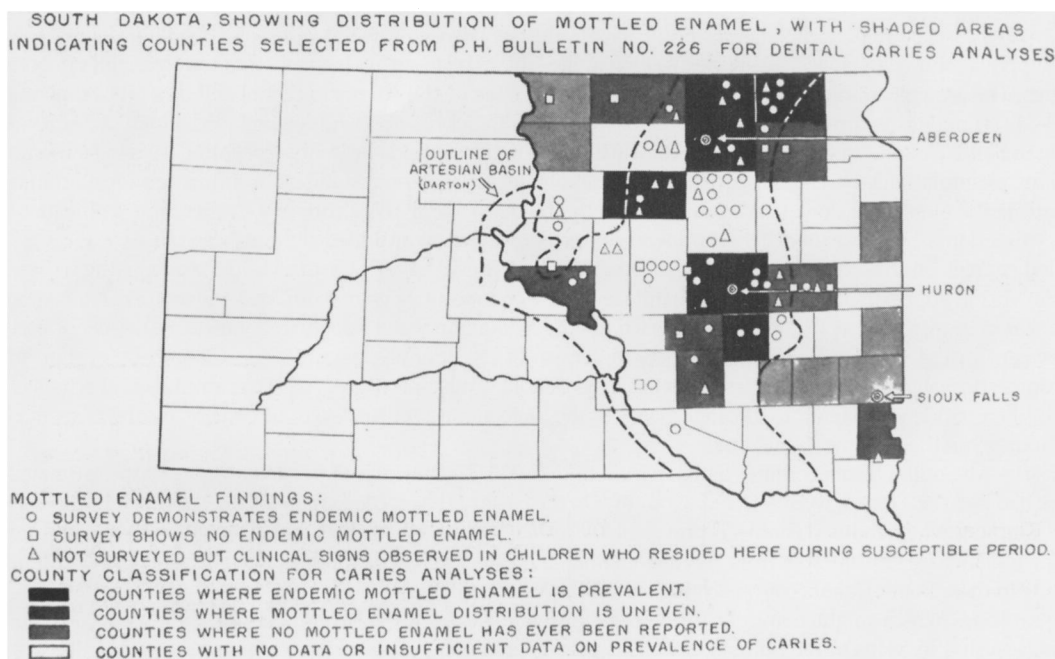 SOUTH DAKOTA, SHOWING DISTRIBUTION OF MOTTLED ENAMEL, WITH SHADED AREAS
INDICATING COUNTIES SELECTED FROM P.H. BULLETIN NO. 226 FOR DENTAL CARIES ANALYSES
ABERDEEN
OUTLINE OF
ARTESIAN BASIN
(DARTON)
HURON
SIOUX FALLS
MOTTLED ENAMEL FINDINGS:
SURVEY DEMONSTRATES ENDEMIC MOTTLED ENAMEL.
SURVEY SHOWS NO ENDEMIC MOTTLED ENAMEL.
NOT SURVEYED BUT CLINICAL SIGNS OBSERVED IN CHILDREN WHO RESIDED HERE DURING SUSCEPTIBLE PERIOD.
COUNTY CLASSIFICATION FOR CARIES ANALYSES:
COUNTIES WHERE ENDEMIC MOTTLED ENAMEL IS PREVALENT.
COUNTIES WHERE MOTTLED ENAMEL DISTRIBUTION IS UNEVEN.
COUNTIES WHERE NO MOTTLED ENAMEL HAS EVER BEEN REPORTED.
COUNTIES WITH NO DATA OR INSUFFICIENT DATA ON PREVALENCE OF CARIES.